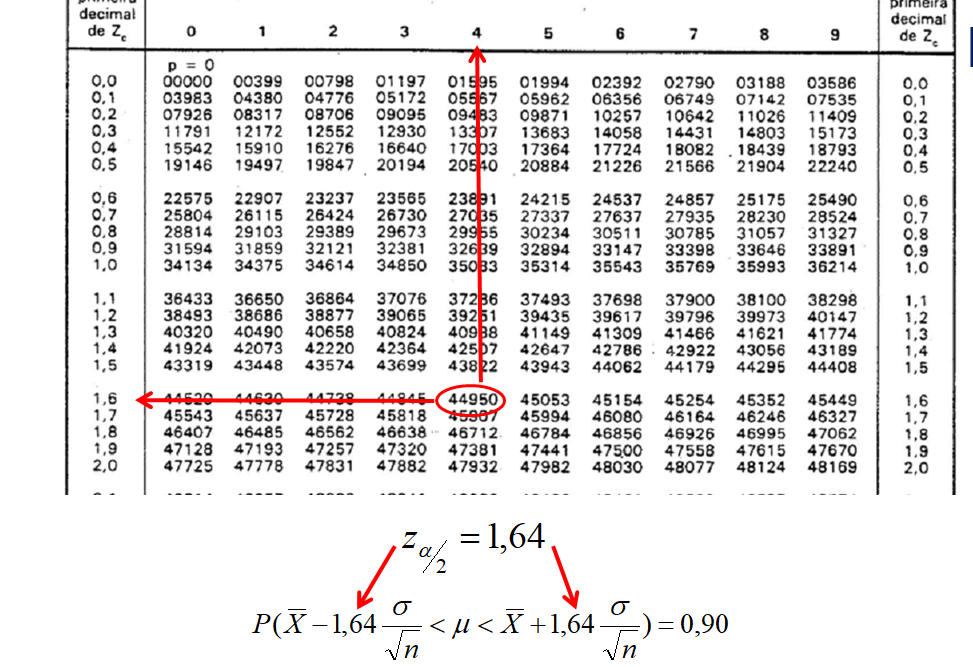 decimal primeira
de Z_c 0 1 2 3 4 5 6 7 8 9 decimal
de Z_c
p = 0
0,0 00000 00399 00798 01197 01595 01994 02392 02790 03188 03586 0,0
0,1 03983 04380 04776 05172 05567 05962 06356 06749 07142 07535 0,1
0,2 07926 08317 08706 09095 09483 09871 10257 10642 11026 11409 0,2
0,3 11791 12172 12552 12930 13307 13683 14058 14431 14803 15173 0,3
0,4 15542 15910 16276 16640 17003 17364 17724 18082 18439 18793 0,4
0,5 19146 19497 19847 20194 20540 20884 21226 21566 21904 22240 0,5
0,6 22575 22907 23237 23565 23891 24215 24537 24857 25175 25490 0,6
0,7 25804 26115 26424 26730 27035 27337 27637 27935 28230 28524 0,7
0,8 28814 29103 29389 29673 29955 30234 30511 30785 31057 31327 0,8
0,9 31594 31859 32121 32381 32639 32894 33147 33398 33646 33891 0,9
1,0 34134 34375 34614 34850 35083 35314 35543 35769 35993 36214 1,0
1,1 36433 36650 36864 37076 37286 37493 37698 37900 38100 38298 1,1
1,2 38493 38686 38877 39065 39251 39435 39617 39796 39973 40147 1,2
1,3 40320 40490 40658 40824 40988 41149 41309 41466 41621 41774 1,3
1,4 41924 42073 42220 42364 42507 42647 42786 42922 43056 43189 1,4
1,5 43319 43448 43574 43699 43822 43943 44062 44179 44295 44408 1,5
1,6 44520 44630 44738 44845 44950 45053 45154 45254 45352 45449 1,6
1,7 45543 45637 45728 45818 45907 45994 46080 46164 46246 46327 1,7
1,8 46407 46485 46562 46638 46712 46784 46856 46926 46995 47062 1,8
1,9 47128 47193 47257 47320 47381 47441 47500 47558 47615 47670 1,9
2,0 47725 47778 47831 47882 47932 47982 48030 48077 48124 48169 2,0
z_{α/2} = 1,64
P(X̅ − 1,64 σ/√n < μ < X̅ + 1,64 σ/√n) = 0,90